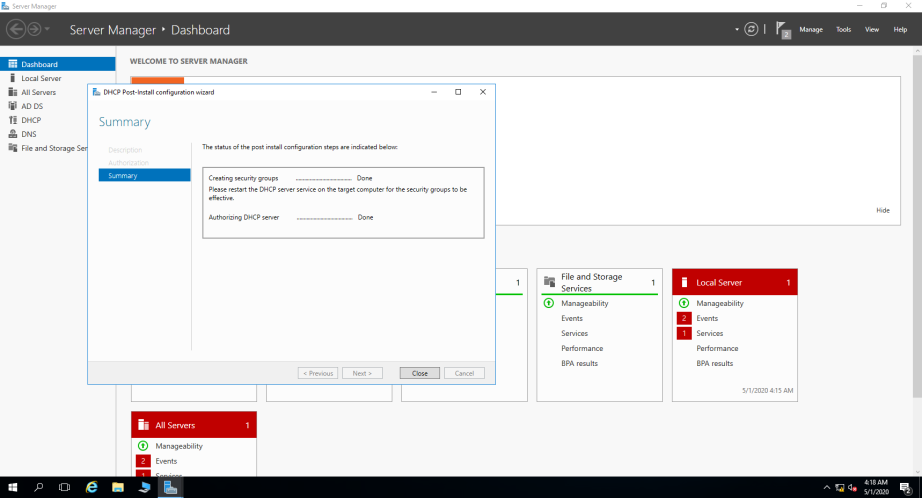 Server Manager
Server Manager • Dashboard
2
Manage
Tools
View
Help
Dashboard
Local Server
All Servers
AD DS
DHCP
DNS
File and Storage Ser
WELCOME TO SERVER MANAGER
DHCP Post-Install configuration wizard
Summary
Description
Authorization
Summary
The status of the post install configuration steps are indicated below:
Creating security groups ........................ Done
Please restart the DHCP server service on the target computer for the security groups to be
effective.
Authorizing DHCP server ........................ Done
< Previous
Next >
Close
Cancel
Hide
1
File and Storage
Services
1
Manageability
Events
Services
Performance
BPA results
Local Server 1
Manageability
2 Events
1 Services
Performance
BPA results
5/1/2020 4:15 AM
All Servers 1
Manageability
2 Events
1 Services
4:18 AM
5/1/2020